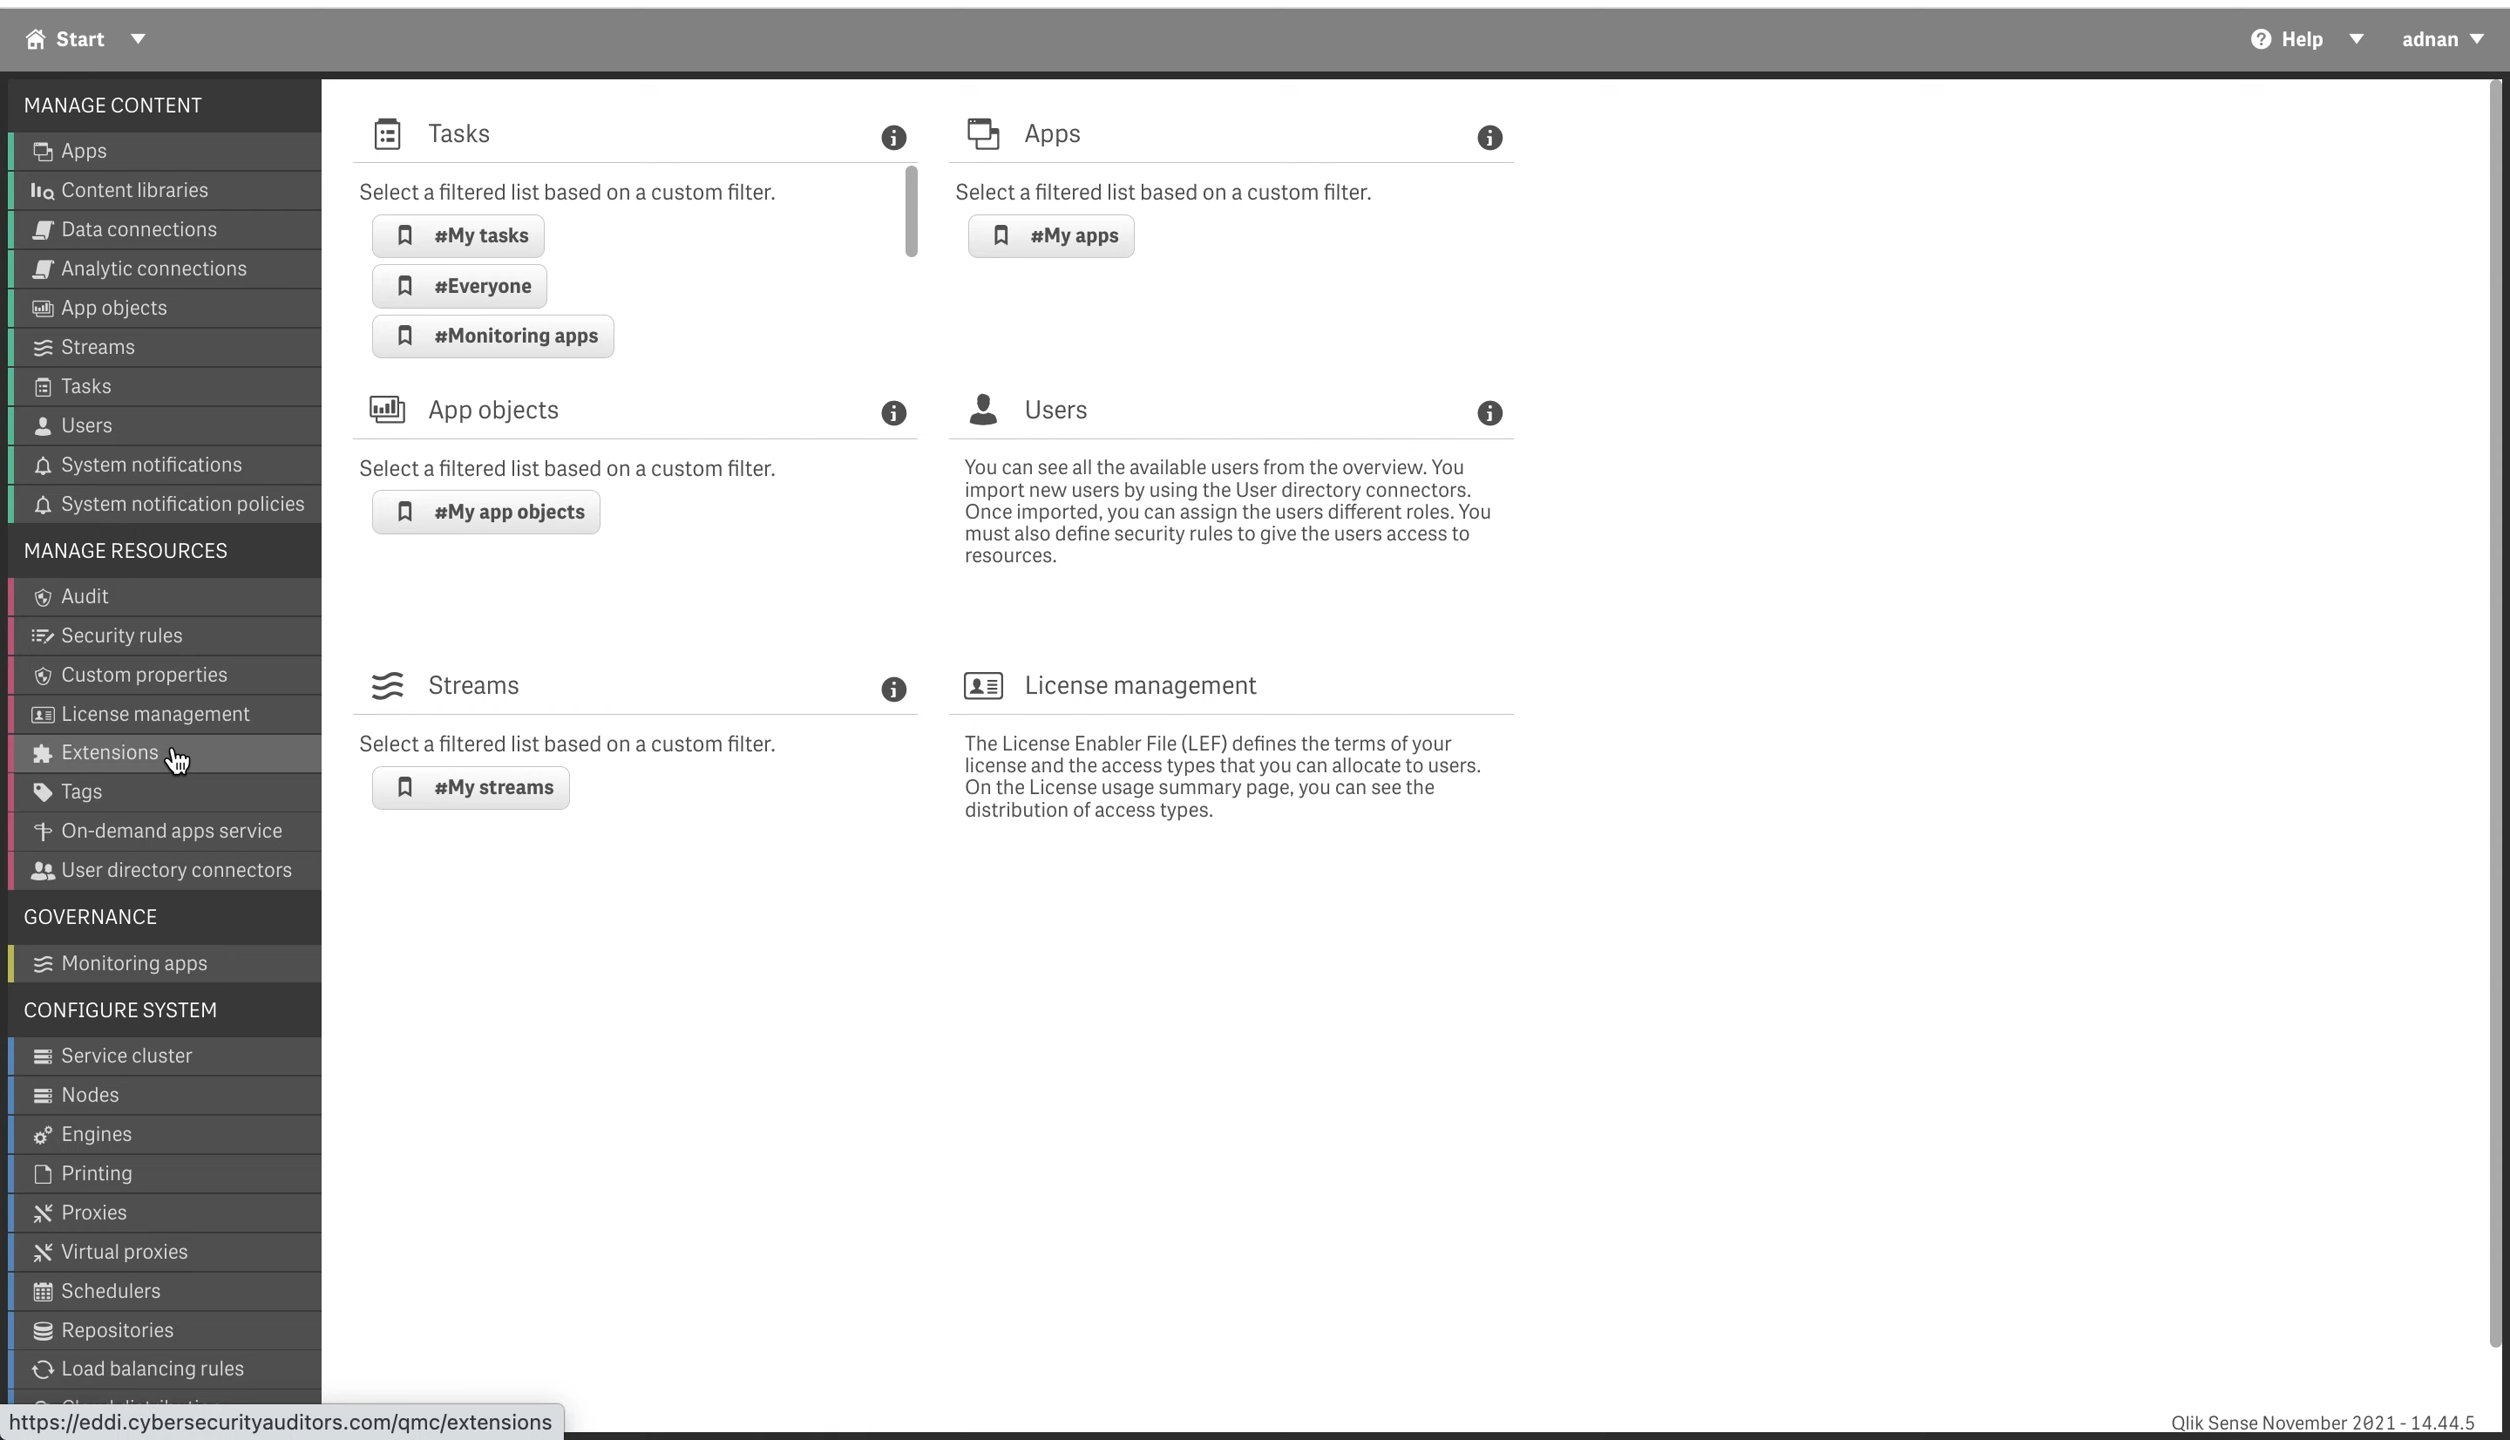 Start
Help
adnan
MANAGE CONTENT
Apps
Content libraries
Data connections
Analytic connections
App objects
Streams
Tasks
Users
System notifications
System notification policies
MANAGE RESOURCES
Audit
Security rules
Custom properties
License management
Extensions
Tags
On-demand apps service
User directory connectors
GOVERNANCE
Monitoring apps
CONFIGURE SYSTEM
Service cluster
Nodes
Engines
Printing
Proxies
Virtual proxies
Schedulers
Repositories
Load balancing rules
https://eddi.cybersecurityauditors.com/qmc/extensions
Tasks
Select a filtered list based on a custom filter.
#My tasks
#Everyone
#Monitoring apps
Apps
Select a filtered list based on a custom filter.
#My apps
App objects
Select a filtered list based on a custom filter.
#My app objects
Users
You can see all the available users from the overview. You
import new users by using the User directory connectors.
Once imported, you can assign the users different roles. You
must also define security rules to give the users access to
resources.
Streams
Select a filtered list based on a custom filter.
#My streams
License management
The License Enabler File (LEF) defines the terms of your
license and the access types that you can allocate to users.
On the License usage summary page, you can see the
distribution of access types.
Qlik Sense November 2021 - 14.44.5